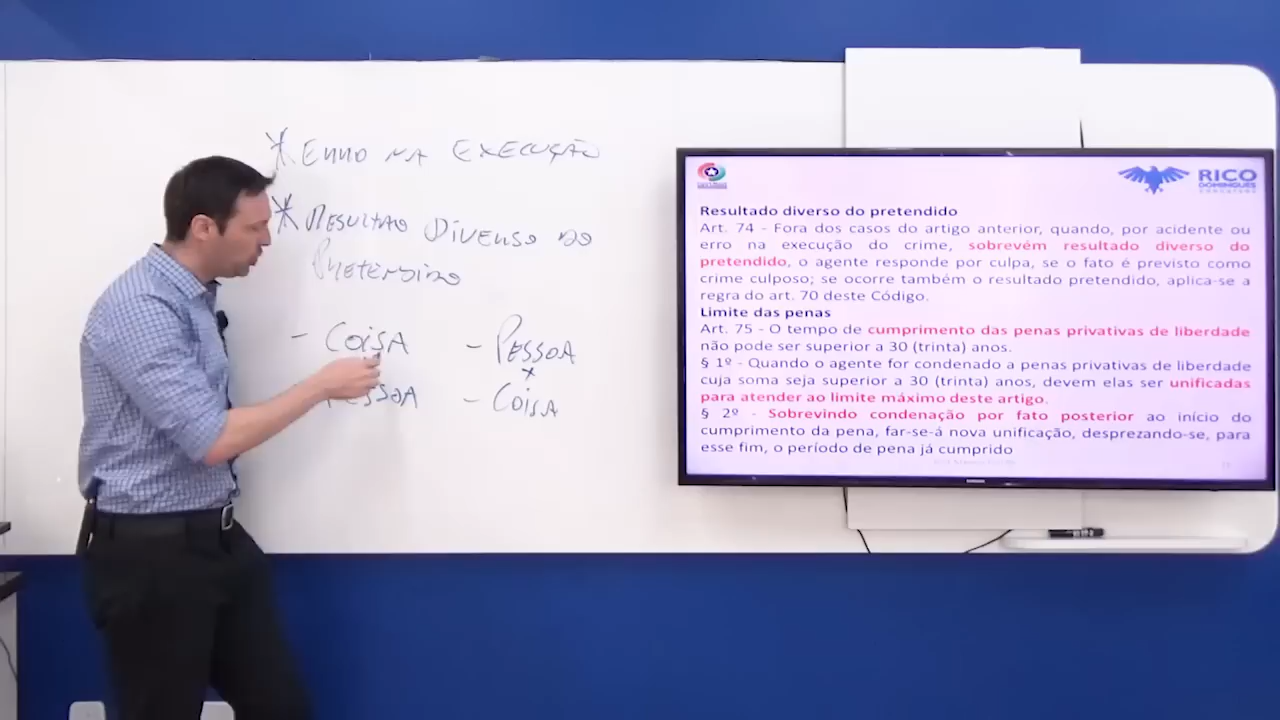 * ERRO NA EXECUÇÃO
* RESULTADO DIVERSO DO
PRETENDIDO
- COISA
PESSOA
- PESSOA
x
- COISA
RICO
DOMINGUES
Resultado diverso do pretendido
Art. 74 - Fora dos casos do artigo anterior, quando, por acidente ou
erro na execução do crime, sobrevém resultado diverso do
pretendido, o agente responde por culpa, se o fato é previsto como
crime culposo; se ocorre também o resultado pretendido, aplica-se a
regra do art. 70 deste Código.
Limite das penas
Art. 75 - O tempo de cumprimento das penas privativas de liberdade
não pode ser superior a 30 (trinta) anos.
§ 1º - Quando o agente for condenado a penas privativas de liberdade
cuja soma seja superior a 30 (trinta) anos, devem elas ser unificadas
para atender ao limite máximo deste artigo.
§ 2º - Sobrevindo condenação por fato posterior ao início do
cumprimento da pena, far-se-á nova unificação, desprezando-se, para
esse fim, o período de pena já cumprido